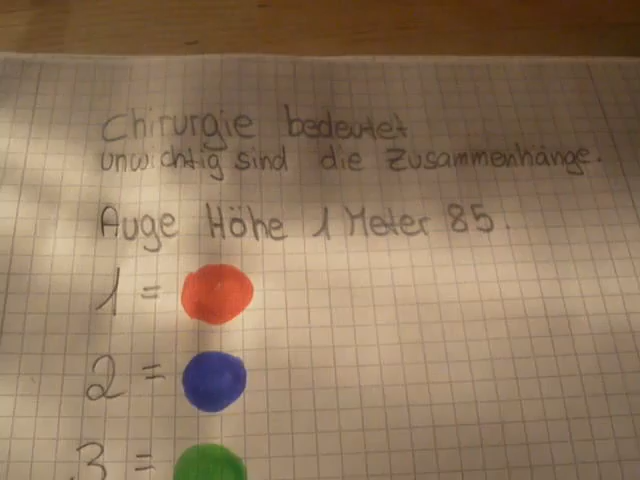 Chirurgie bedeutet
unwichtig sind die Zusammenhänge.
Auge Höhe 1 Meter 85.
1 =
2 =
3 =